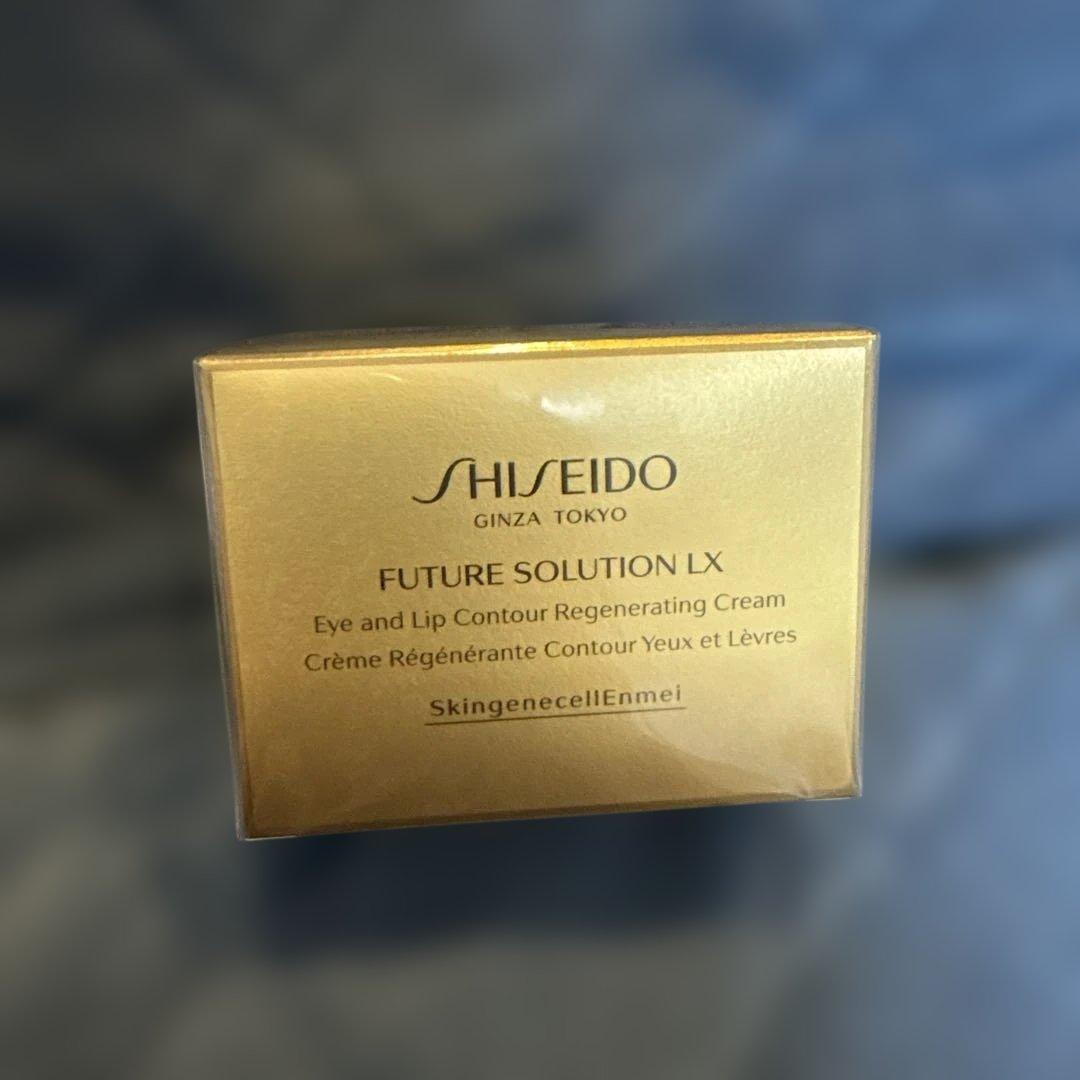 SHISEIDO
GINZA TOKYO
FUTURE SOLUTION LX
Eye and Lip Contour Regenerating Cream
Crème Régénérante Contour Yeux et Lèvres
SkingenecellEnmei